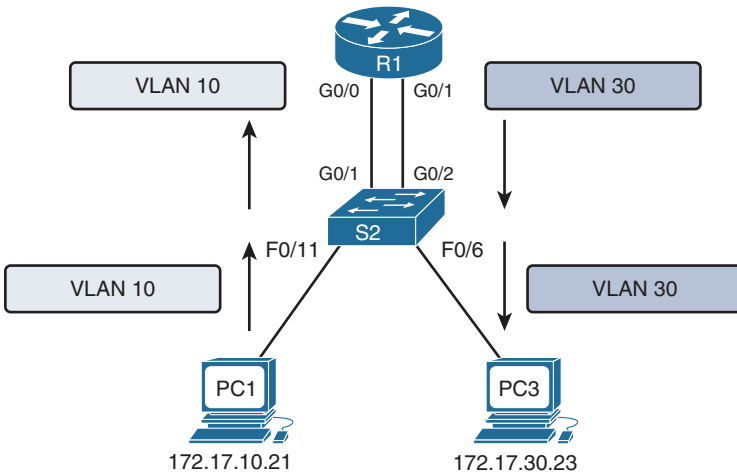 R1
VLAN 10
G0/0
G0/1
VLAN 30
G0/1
G0/2
S2
F0/11
F0/6
VLAN 10
VLAN 30
PC1
PC3
172.17.10.21
172.17.30.23